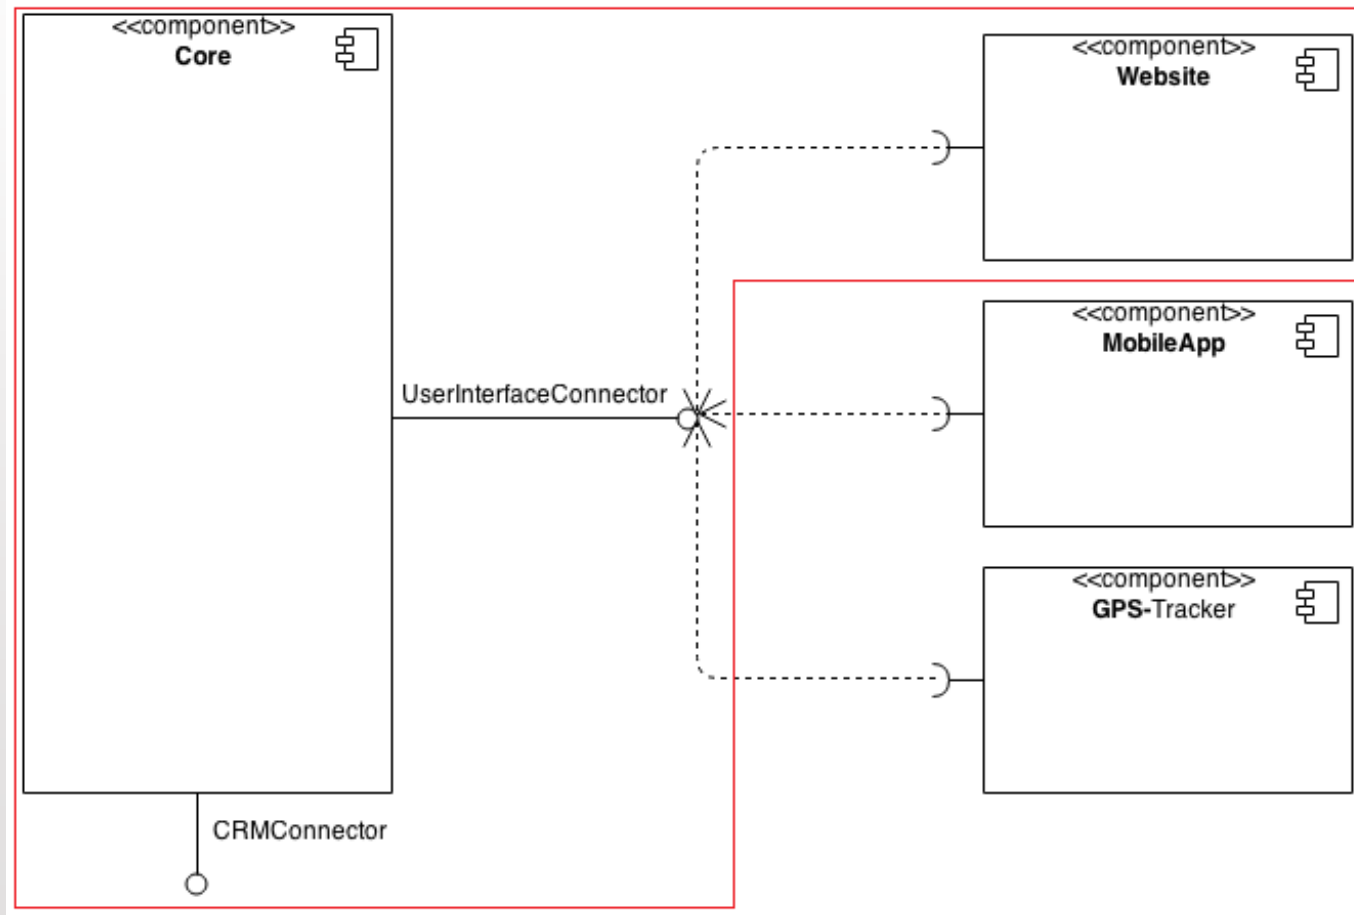 <<component>>
Core
<<component>>
Website
<<component>>
MobileApp
UserInterfaceConnector
<<component>>
GPS-Tracker
CRMConnector